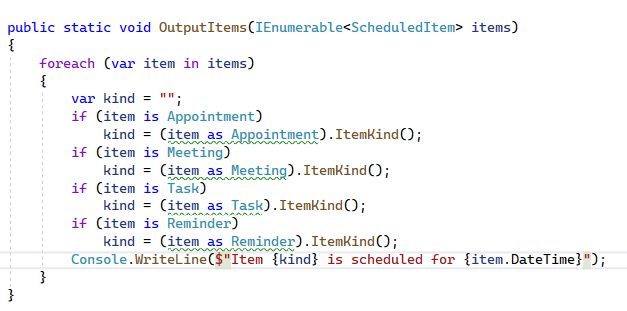 public static void OutputItems(IEnumerable<ScheduledItem> items)
{
    foreach (var item in items)
    {
        var kind = "";
        if (item is Appointment)
            kind = (item as Appointment).ItemKind();
        if (item is Meeting)
            kind = (item as Meeting).ItemKind();
        if (item is Task)
            kind = (item as Task).ItemKind();
        if (item is Reminder)
            kind = (item as Reminder).ItemKind();
        Console.WriteLine($"Item {kind} is scheduled for {item.DateTime}");
    }
}